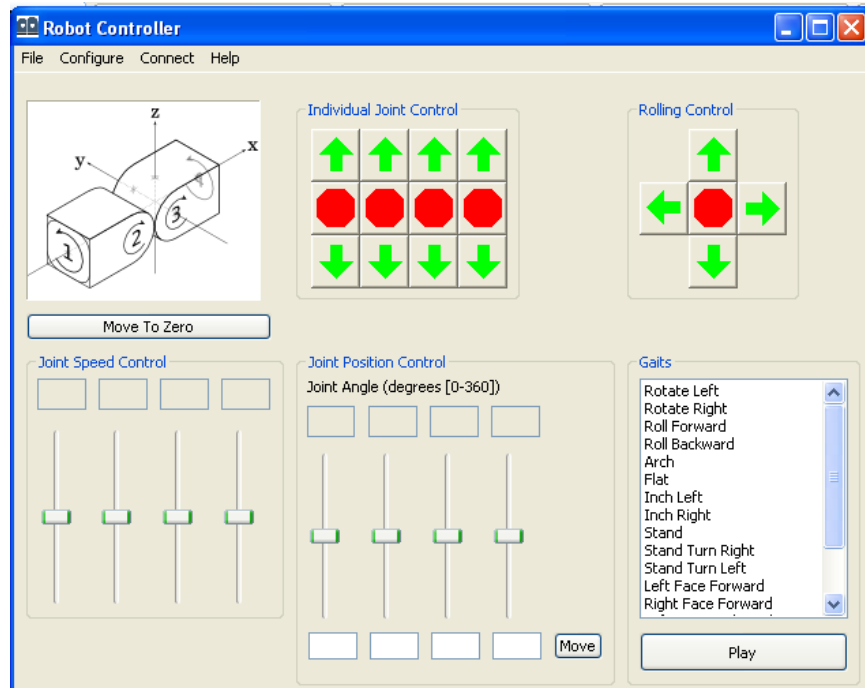 Robot Controller
File Configure Connect Help
z
x
y
1
2
3
4
Move To Zero
Individual Joint Control
Rolling Control
Joint Speed Control
Joint Position Control
Joint Angle (degrees [0-360])
Move
Gaits
Rotate Left
Rotate Right
Roll Forward
Roll Backward
Arch
Flat
Inch Left
Inch Right
Stand
Stand Turn Right
Stand Turn Left
Left Face Forward
Right Face Forward
Play